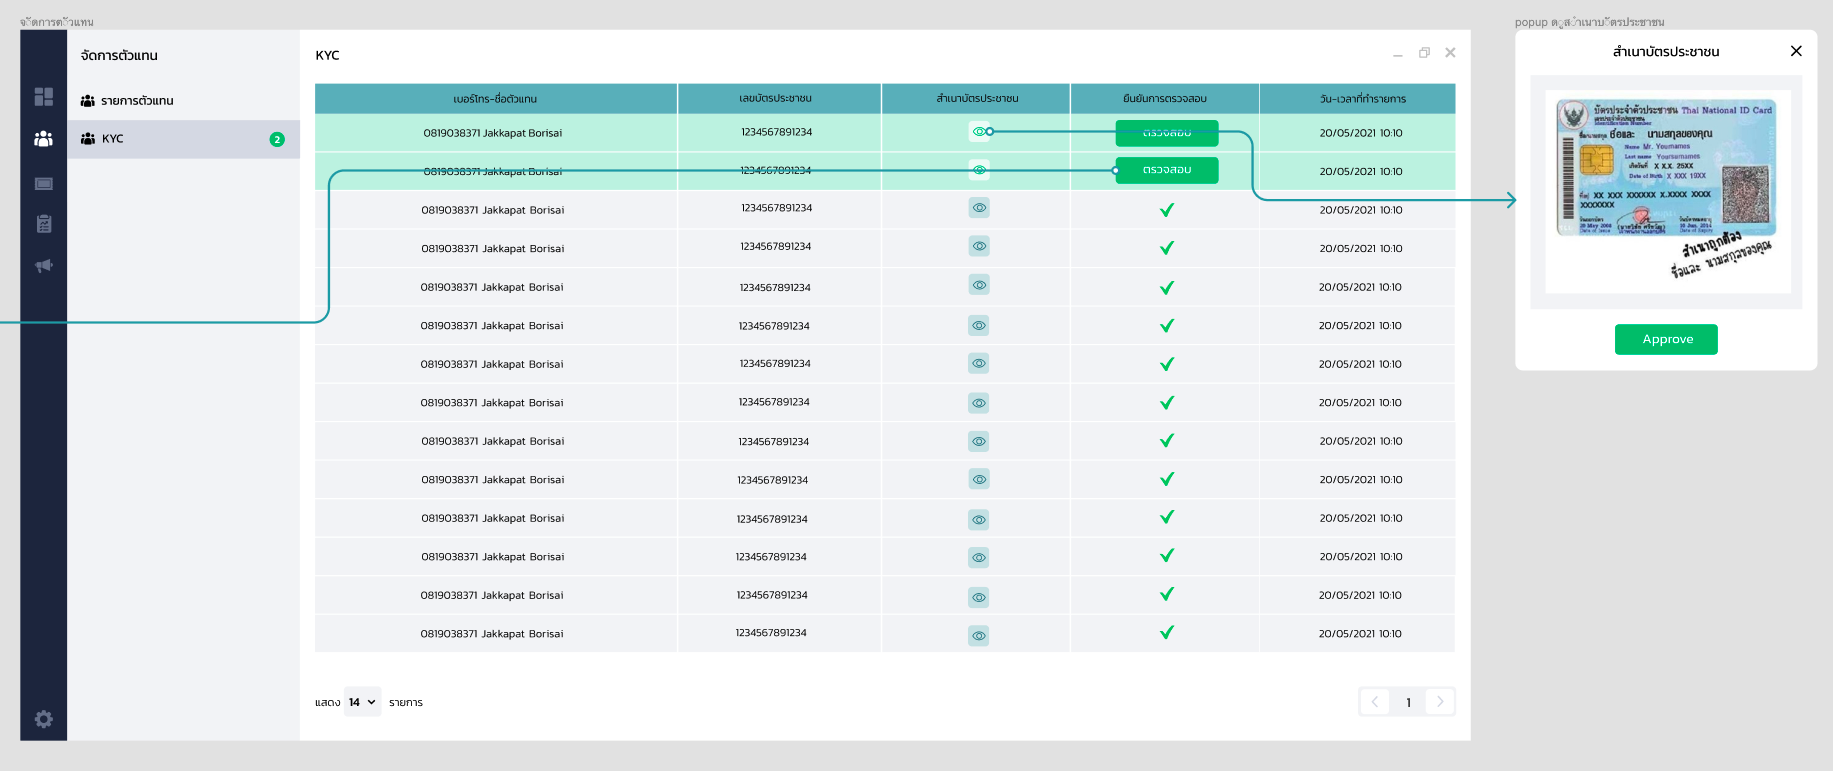 จัดการตัวแทน
popup ดูสำเนาบัตรประชาชน
จัดการตัวแทน
รายการตัวแทน
KYC
2
KYC
เบอร์โทร-ชื่อตัวแทน เลขบัตรประชาชน สำเนาบัตรประชาชน ยืนยันการตรวจสอบ วัน-เวลาที่ทำรายการ
0819038371 Jakkapat Borisai 1234567891234 ตรวจสอบ 20/05/2021 10:10
0819038371 Jakkapat Borisai 1234567891234 ตรวจสอบ 20/05/2021 10:10
0819038371 Jakkapat Borisai 1234567891234 20/05/2021 10:10
0819038371 Jakkapat Borisai 1234567891234 20/05/2021 10:10
0819038371 Jakkapat Borisai 1234567891234 20/05/2021 10:10
0819038371 Jakkapat Borisai 1234567891234 20/05/2021 10:10
0819038371 Jakkapat Borisai 1234567891234 20/05/2021 10:10
0819038371 Jakkapat Borisai 1234567891234 20/05/2021 10:10
0819038371 Jakkapat Borisai 1234567891234 20/05/2021 10:10
0819038371 Jakkapat Borisai 1234567891234 20/05/2021 10:10
0819038371 Jakkapat Borisai 1234567891234 20/05/2021 10:10
0819038371 Jakkapat Borisai 1234567891234 20/05/2021 10:10
0819038371 Jakkapat Borisai 1234567891234 20/05/2021 10:10
0819038371 Jakkapat Borisai 1234567891234 20/05/2021 10:10
แสดง 14 รายการ
1
สำเนาบัตรประชาชน
บัตรประจำตัวประชาชน Thai National ID Card
ชื่อและ นามสกุลของคุณ
Name Mr. Yournames
Last name Yoursurnames
เกิดวันที่ X X.X. 25XX
Date of Birth X XXX 19XX
ที่อยู่ XX XXX XXXXXX X.XXXX XXXX
XXXXXXX
Date of Issue
Date of Expiry
สำเนาถูกต้อง
ชื่อและ นามสกุลของคุณ
Approve